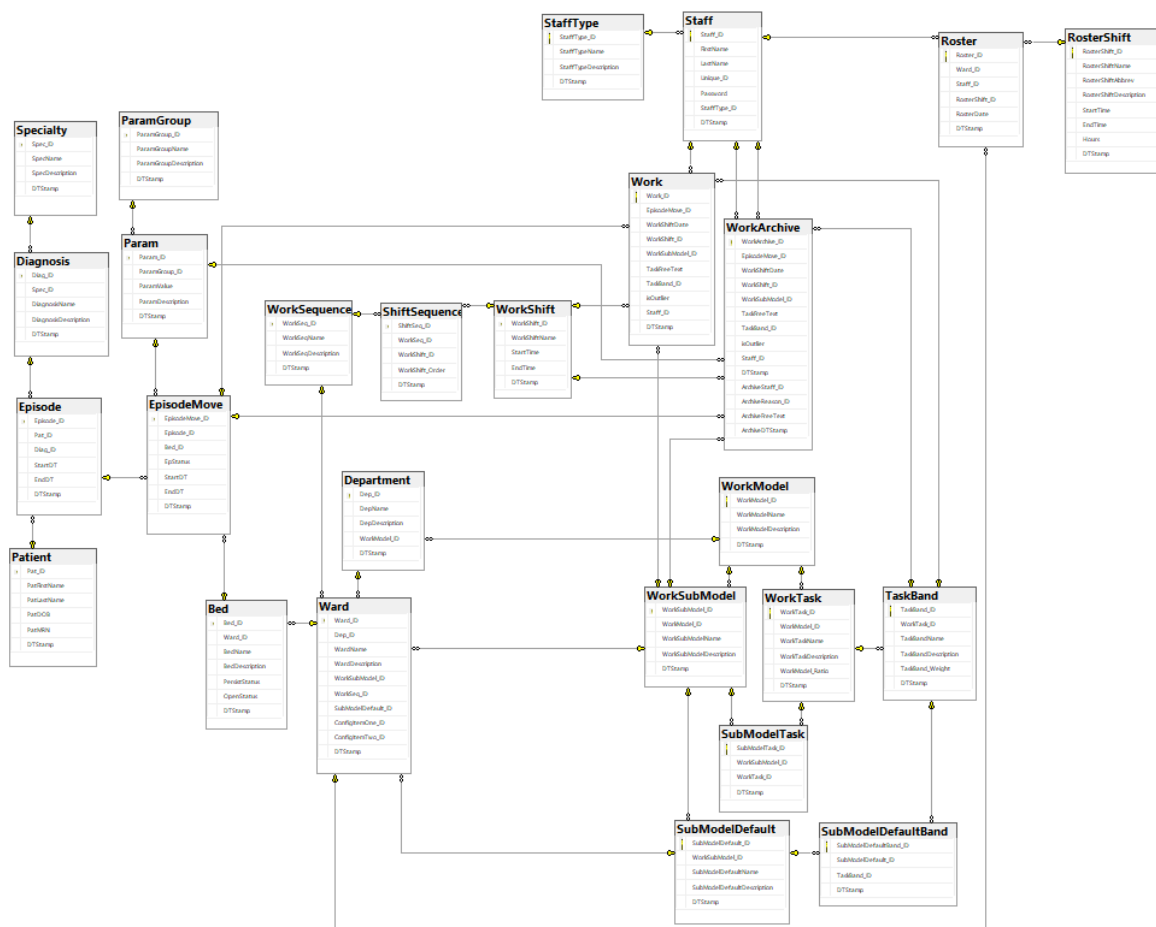 StaffType
StaffType_ID
StaffTypeName
StaffTypeDescription
DTStamp
Staff
Staff_ID
FirstName
LastName
Unique_ID
Password
StaffType_ID
DTStamp
Roster
Roster_ID
Ward_ID
Staff_ID
RosterShift_ID
RosterDate
DTStamp
RosterShift
RosterShift_ID
RosterShiftName
RosterShiftAbbrev
RosterShiftDescription
StartTime
EndTime
Hours
DTStamp
Specialty
Spec_ID
SpecName
SpecDescription
DTStamp
ParamGroup
ParamGroup_ID
ParamGroupName
ParamGroupDescription
DTStamp
Work
Work_ID
EpisodeMove_ID
WorkShiftDate
WorkShift_ID
WorkSubModel_ID
TaskFreeText
TaskBand_ID
isOutlier
Staff_ID
DTStamp
WorkArchive
WorkArchive_ID
EpisodeMove_ID
WorkShiftDate
WorkShift_ID
WorkSubModel_ID
TaskFreeText
TaskBand_ID
isOutlier
Staff_ID
DTStamp
ArchiveStaff_ID
ArchiveReason_ID
ArchiveFreeText
ArchiveDTStamp
Diagnosis
Diag_ID
Spec_ID
DiagnosisName
DiagnosisDescription
DTStamp
Param
Param_ID
ParamGroup_ID
ParamValue
ParamDescription
DTStamp
WorkSequence
WorkSeq_ID
WorkSeqName
WorkSeqDescription
DTStamp
ShiftSequence
ShiftSeq_ID
WorkSeq_ID
WorkShift_ID
WorkShift_Order
DTStamp
WorkShift
WorkShift_ID
WorkShiftName
StartTime
EndTime
DTStamp
Episode
Episode_ID
Pat_ID
Diag_ID
StartDT
EndDT
DTStamp
EpisodeMove
EpisodeMove_ID
Episode_ID
Bed_ID
EpStatus
StartDT
EndDT
DTStamp
Department
Dep_ID
DepName
DepDescription
WorkModel_ID
DTStamp
WorkModel
WorkModel_ID
WorkModelName
WorkModelDescription
DTStamp
Patient
Pat_ID
PatFirstName
PatLastName
PatDOB
PatMRN
DTStamp
Bed
Bed_ID
Ward_ID
BedName
BedDescription
PersistStatus
OpenStatus
DTStamp
Ward
Ward_ID
Dep_ID
WardName
WardDescription
WorkSubModel_ID
WorkSeq_ID
SubModelDefault_ID
ConfigItemOne_ID
ConfigItemTwo_ID
DTStamp
WorkSubModel
WorkSubModel_ID
WorkModel_ID
WorkSubModelName
WorkSubModelDescription
DTStamp
WorkTask
WorkTask_ID
WorkModel_ID
WorkTaskName
WorkTaskDescription
WorkModel_Ratio
DTStamp
TaskBand
TaskBand_ID
WorkTask_ID
TaskBandName
TaskBandDescription
TaskBand_Weight
DTStamp
SubModelTask
SubModelTask_ID
WorkSubModel_ID
WorkTask_ID
DTStamp
SubModelDefault
SubModelDefault_ID
WorkSubModel_ID
SubModelDefaultName
SubModelDefaultDescription
DTStamp
SubModelDefaultBand
SubModelDefaultBand_ID
SubModelDefault_ID
TaskBand_ID
DTStamp